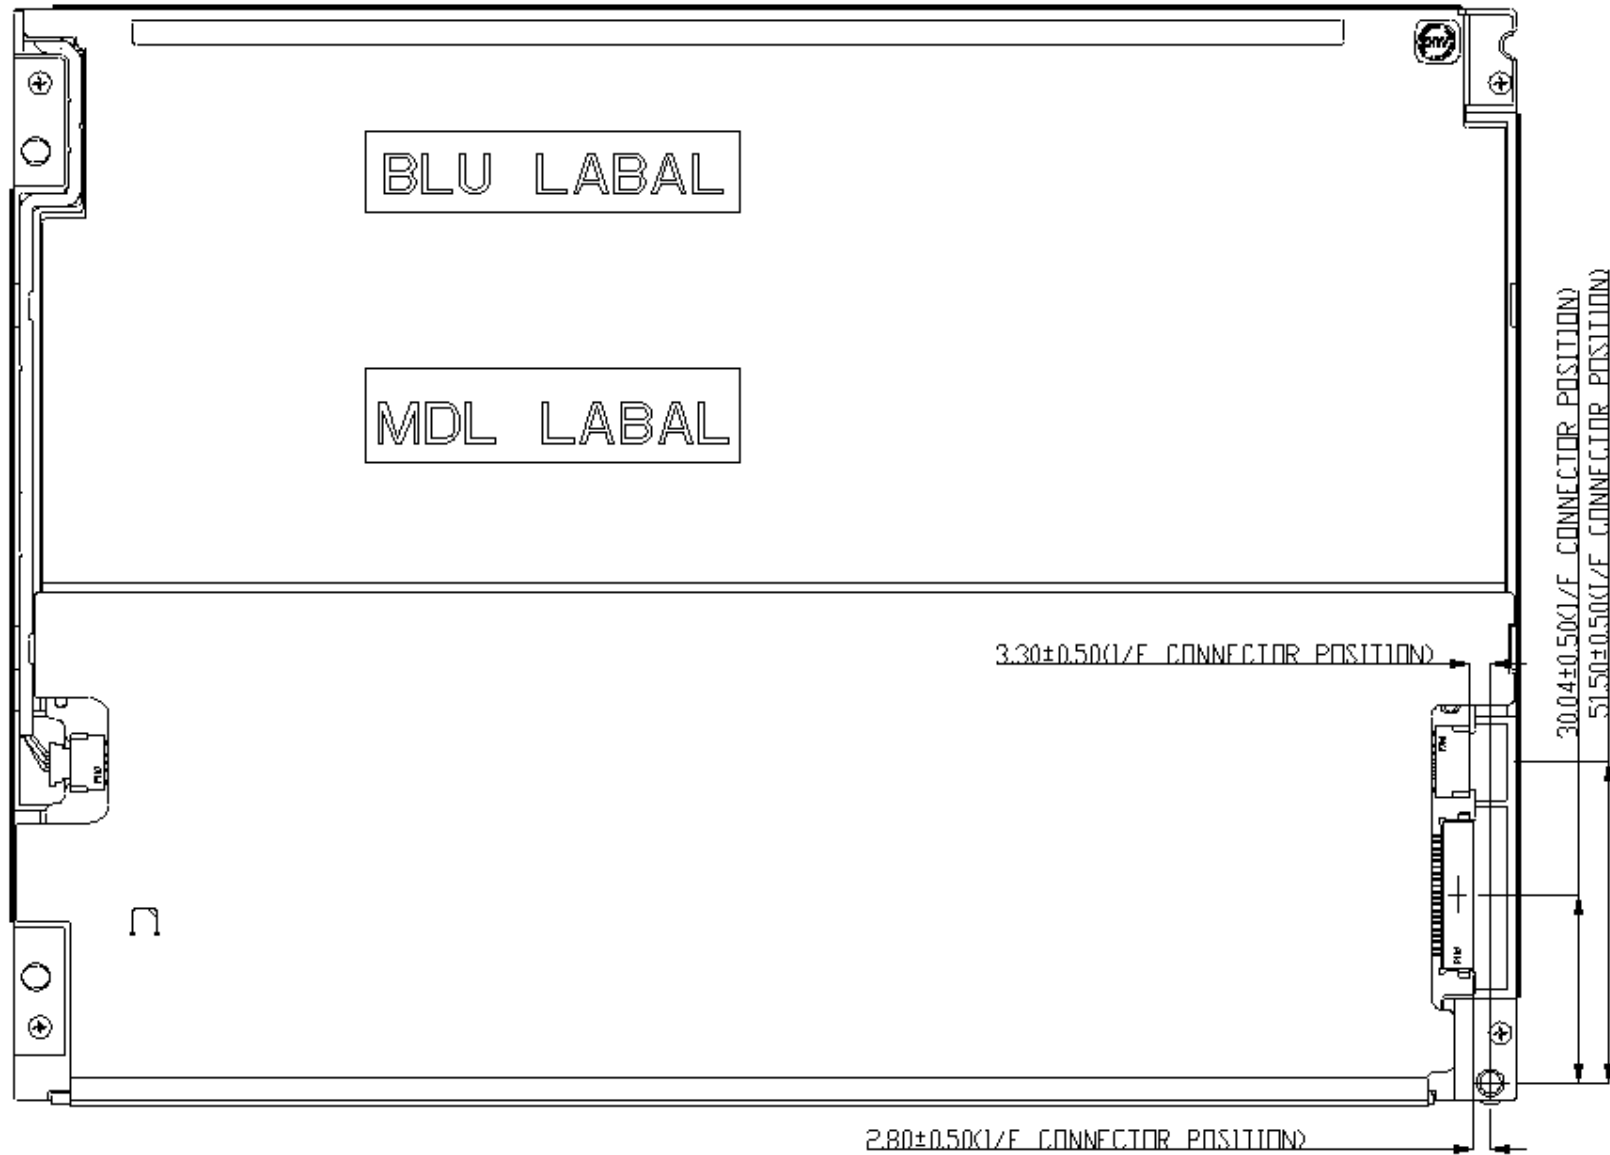 BLU LABAL
MDL LABAL
3.30±0.50(I/F CONNECTOR POSITION)
30.04±0.50(I/F CONNECTOR POSITION)
51.50±0.50(I/F CONNECTOR POSITION)
2.80±0.50(I/F CONNECTOR POSITION)